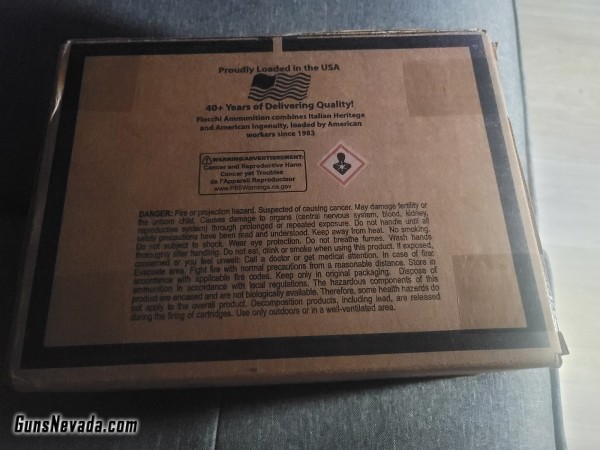 Proudly Loaded in the USA
40+ Years of Delivering Quality!
Fiocchi Ammunition combines Italian Heritage
and American Ingenuity, loaded by American
workers since 1983
WARNING/AVERTISSEMENT:
Cancer and Reproductive Harm
Cancer yet Troubles
de l'Appareil Reproducteur
www.P65Warnings.ca.gov
DANGER: Fire or projection hazard. Suspected of causing cancer. May damage fertility or
the unborn child. Causes damage to organs (central nervous system, blood, kidney,
reproductive system) through prolonged or repeated exposure. Do not handle until all
safety precautions have been read and understood. Keep away from heat. No smoking.
Do not subject to shock. Wear eye protection. Do not breathe fumes. Wash hands
thoroughly after handling. Do not eat, drink or smoke when using this product. If exposed,
concerned or you feel unwell: Call a doctor or get medical attention. In case of fire:
Evacuate area. Fight fire with normal precautions from a reasonable distance. Store in
accordance with applicable fire codes. Keep only in original packaging. Dispose of
ammunition in accordance with local regulations. The hazardous components of this
product are encased and are not biologically available. Therefore, some health hazards do
not apply to the overall product. Decomposition products, including lead, are released
during the firing of cartridges. Use only outdoors or in a well-ventilated area.
GunsNevada.com